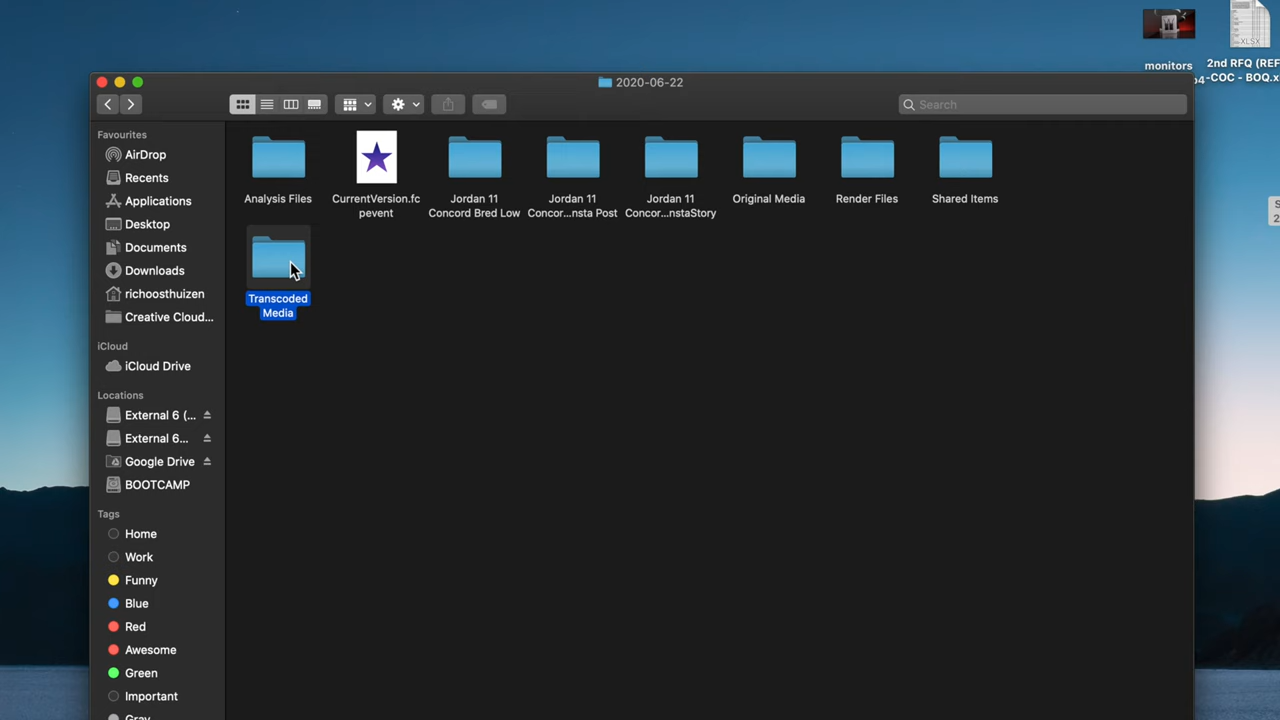 monitors
2nd RFQ (REF
-COC - BOQ.x
XLSX
2020-06-22
Search
Favourites
AirDrop
Recents
Applications
Desktop
Documents
Downloads
richoosthuizen
Creative Cloud...
iCloud
iCloud Drive
Locations
External 6 (...
External 6...
Google Drive
BOOTCAMP
Tags
Home
Work
Funny
Blue
Red
Awesome
Green
Important
Gray
Analysis Files
CurrentVersion.fc
pevent
Jordan 11
Concord Bred Low
Jordan 11
Concor...nsta Post
Jordan 11
Concor...nstaStory
Original Media
Render Files
Shared Items
Transcoded
Media